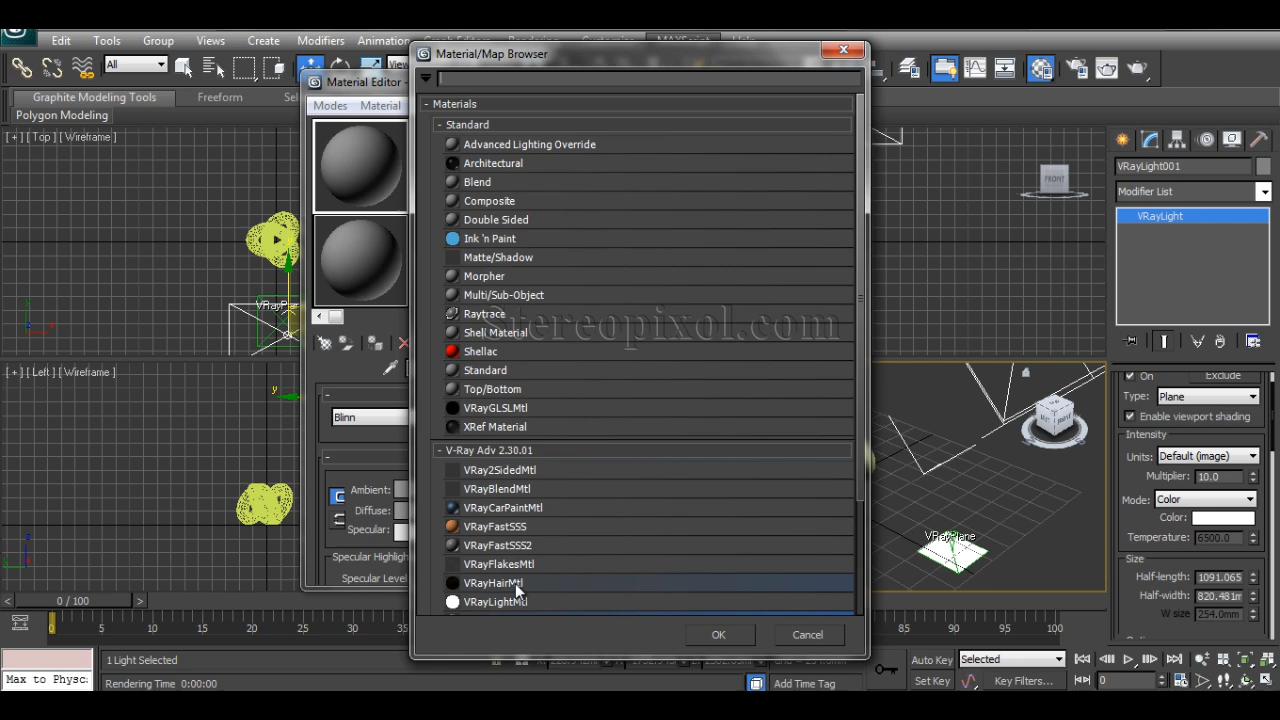 Material/Map Browser
Edit Tools Group Views Create Modifiers Animation
All
View
Graphite Modeling Tools Freeform Sel
Polygon Modeling
Material Editor -
Modes Material
[ + ] [ Top ] [ Wireframe ]
[ + ] [ Left ] [ Wireframe ]
- Materials
- Standard
Advanced Lighting Override
Architectural
Blend
Composite
Double Sided
Ink 'n Paint
Matte/Shadow
Morpher
Multi/Sub-Object
Raytrace
Shell Material
Shellac
Standard
Top/Bottom
VRayGLSLMtl
XRef Material
Stereopixol.com
- V-Ray Adv 2.30.01
VRay2SidedMtl
VRayBlendMtl
VRayCarPaintMtl
VRayFastSSS
VRayFastSSS2
VRayFlakesMtl
VRayHairMtl
VRayLightMtl
OK Cancel
Blinn
Ambient:
Diffuse:
Specular:
Specular Highlight
Specular Level
y
FRONT
VRayPlane
VRayLight001
Modifier List
VRayLight
On Exclude
Type: Plane
Enable viewport shading
Intensity
Units: Default (image)
Multiplier: 10.0
Mode: Color
Color:
Temperature: 6500.0
Size
Half-length: 1091.065
Half-width: 820.481m
W size 254.0mm
0 / 100
0 5 10 15 20 25 30 35
85 90 95 100
1 Light Selected
Rendering Time 0:00:00
Max to Physc
Add Time Tag
Auto Key Selected
Set Key Key Filters...
0